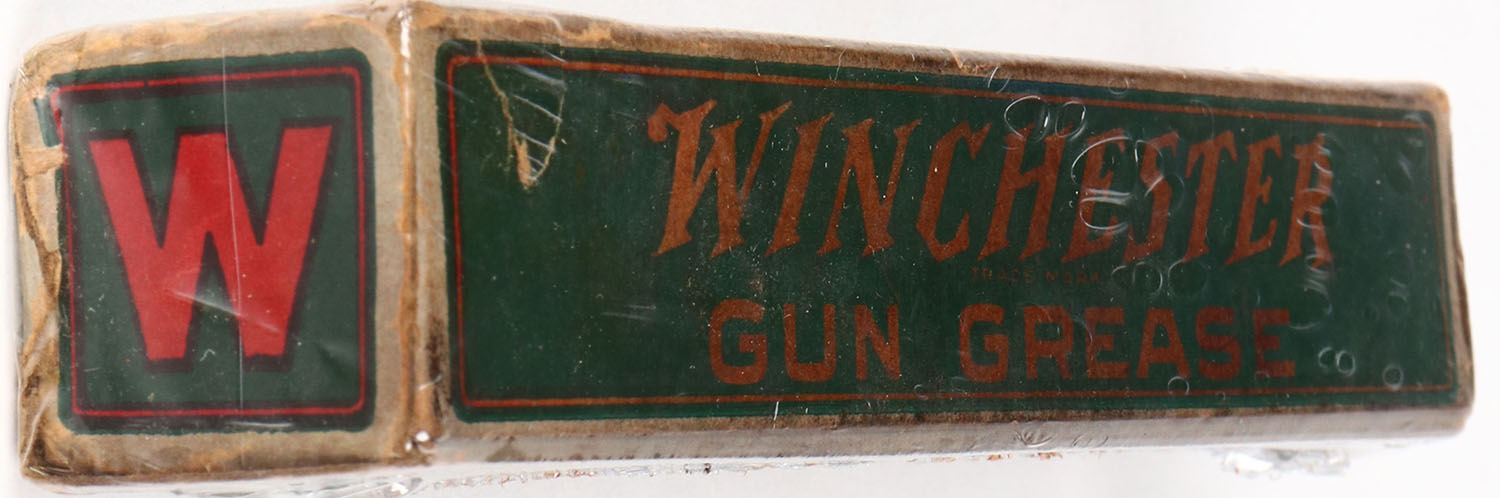 W
WINCHESTER
TRADE MARK
GUN GREASE